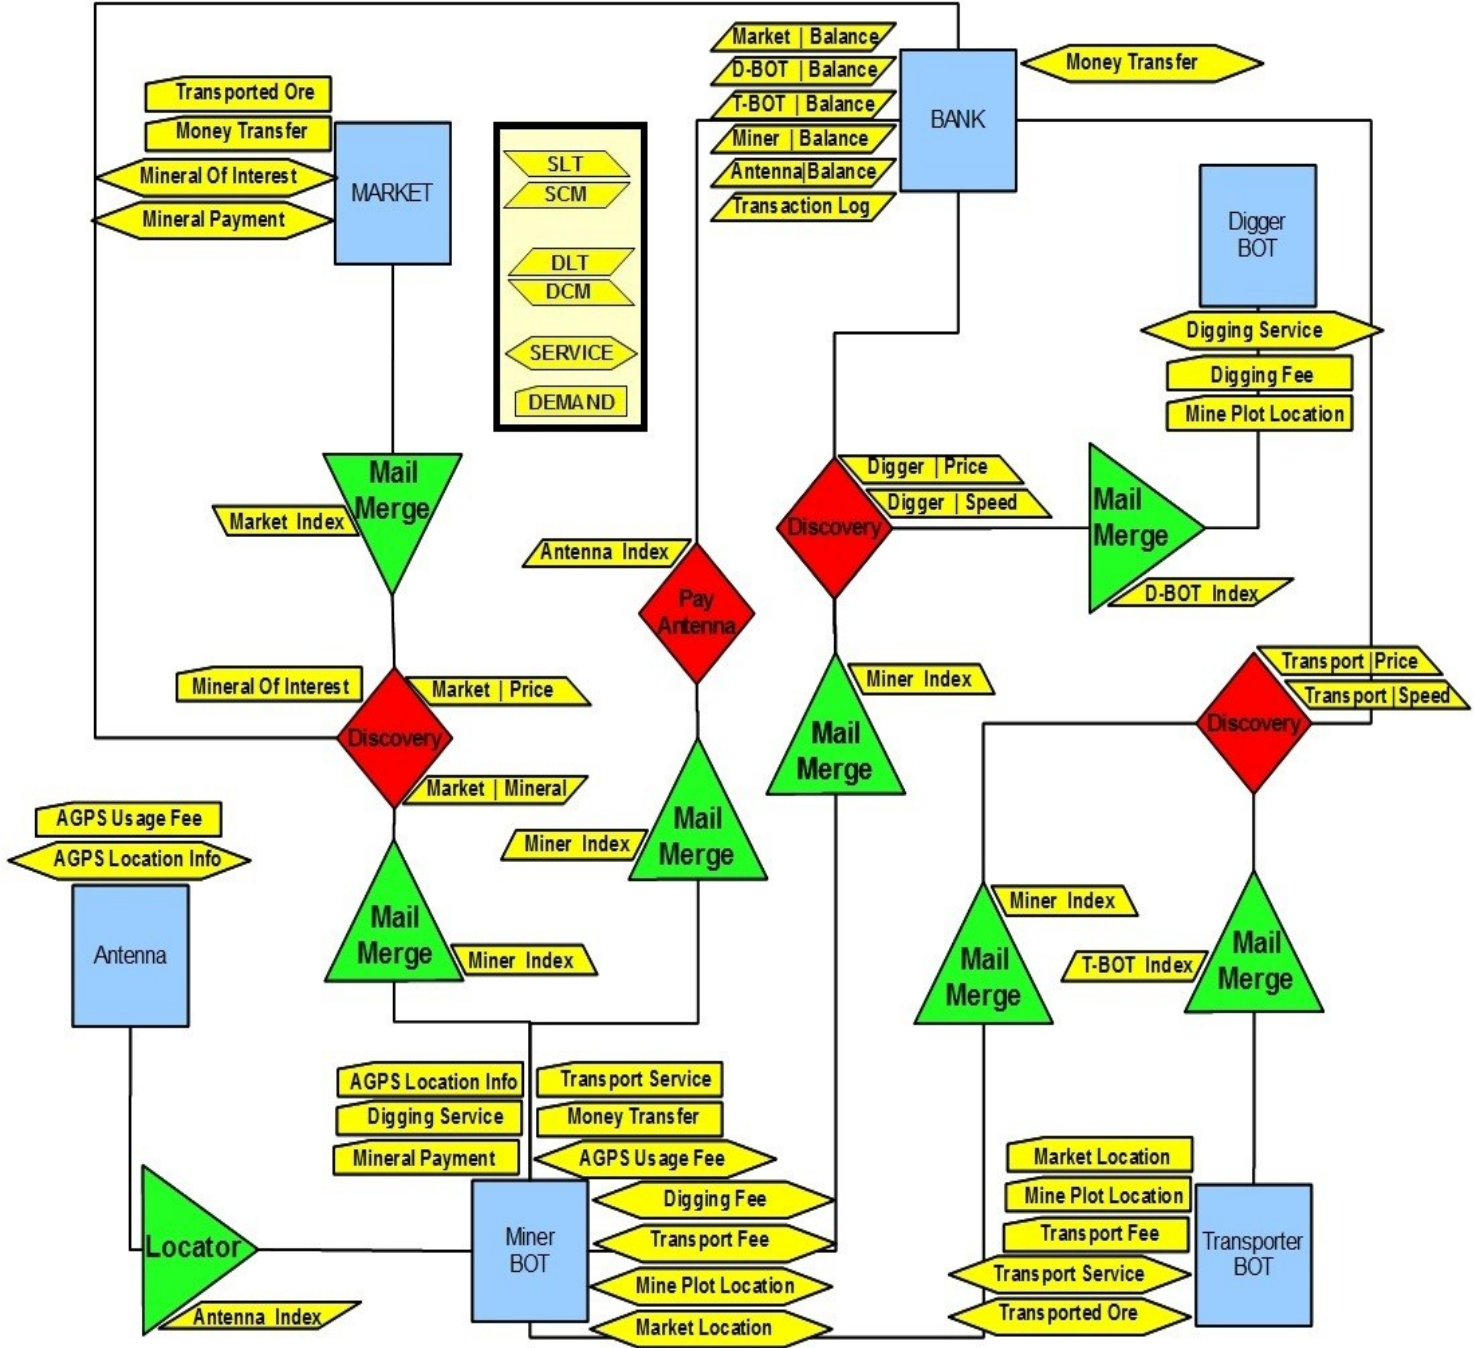 Market | Balance
D-BOT | Balance
T-BOT | Balance
Miner | Balance
Antenna|Balance
Transaction Log
BANK
Money Transfer
Transported Ore
Money Transfer
Mineral Of Interest
Mineral Payment
MARKET
SLT
SCM
DLT
DCM
SERVICE
DEMAND
Digger
BOT
Digging Service
Digging Fee
Mine Plot Location
Mail
Merge
Market Index
Antenna Index
Pay
Antenna
Digger | Price
Digger | Speed
Discovery
Mail
Merge
D-BOT Index
Miner Index
Mail
Merge
Transport |Price
Transport|Speed
Discovery
Mineral Of Interest
Market | Price
Discovery
Market | Mineral
Miner Index
Mail
Merge
AGPS Usage Fee
AGPS Location Info
Antenna
Mail
Merge
Miner Index
Miner Index
Mail
Merge
T-BOT Index
Mail
Merge
AGPS Location Info
Digging Service
Mineral Payment
Transport Service
Money Transfer
AGPS Usage Fee
Digging Fee
Transport Fee
Mine Plot Location
Market Location
Miner
BOT
Locator
Antenna Index
Market Location
Mine Plot Location
Transport Fee
Transport Service
Transported Ore
Transporter
BOT